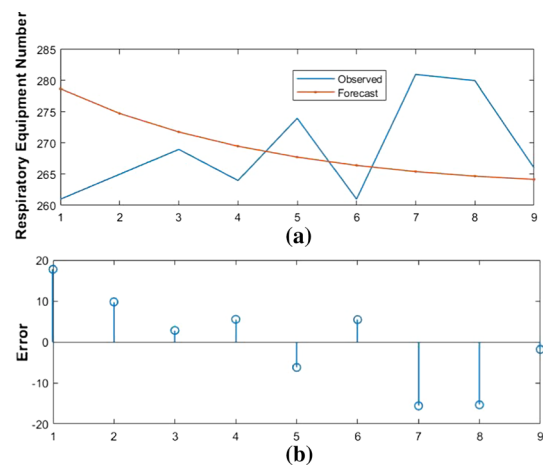 Respiratory Equipment Number
285
280
275
270
265
260
Observed
Forecast
1 2 3 4 5 6 7 8 9
(a)
Error
20
10
0
-10
-20
1 2 3 4 5 6 7 8 9
(b)